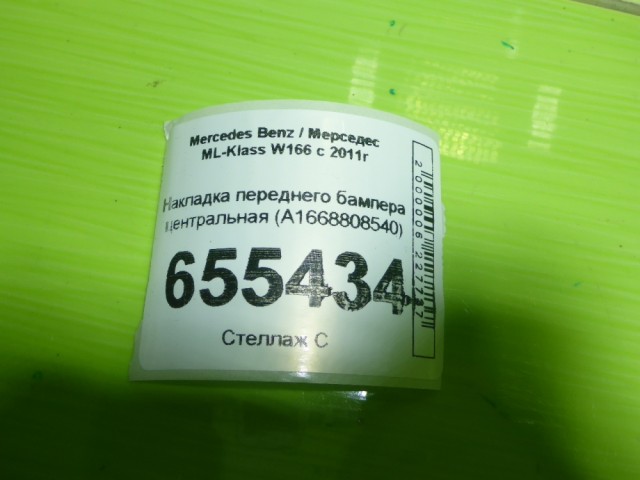 Mercedes Benz / Мерседес
ML-Klass W166 с 2011г
Накладка переднего бампера
центральная (A1668808540)
655434
Стеллаж С